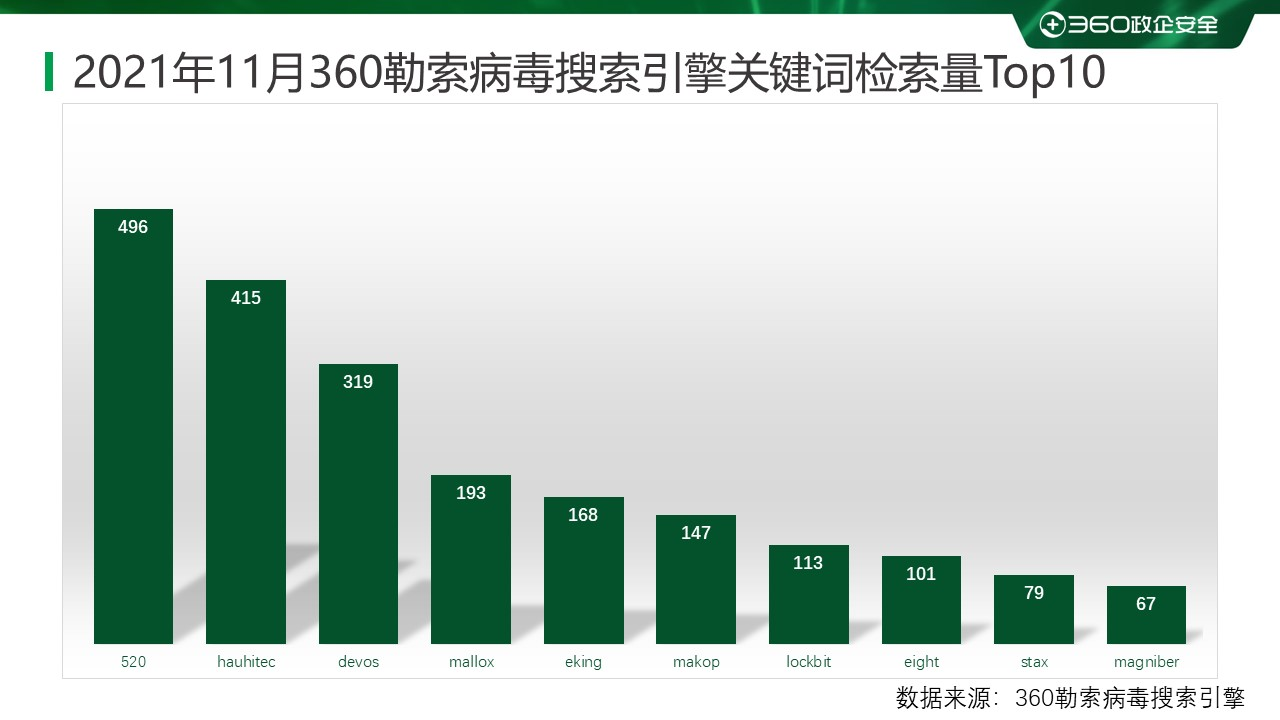 360政企安全
2021年11月360勒索病毒搜索引擎关键词检索量Top10
496
415
319
193
168
147
113
101
79
67
520 hauhitec devos mallox eking makop lockbit eight stax magniber
数据来源：360勒索病毒搜索引擎